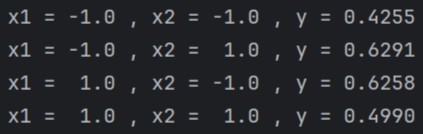 x1 = -1.0 , x2 = -1.0 , y = 0.4255
x1 = -1.0 , x2 =  1.0 , y = 0.6291
x1 =  1.0 , x2 = -1.0 , y = 0.6258
x1 =  1.0 , x2 =  1.0 , y = 0.4990